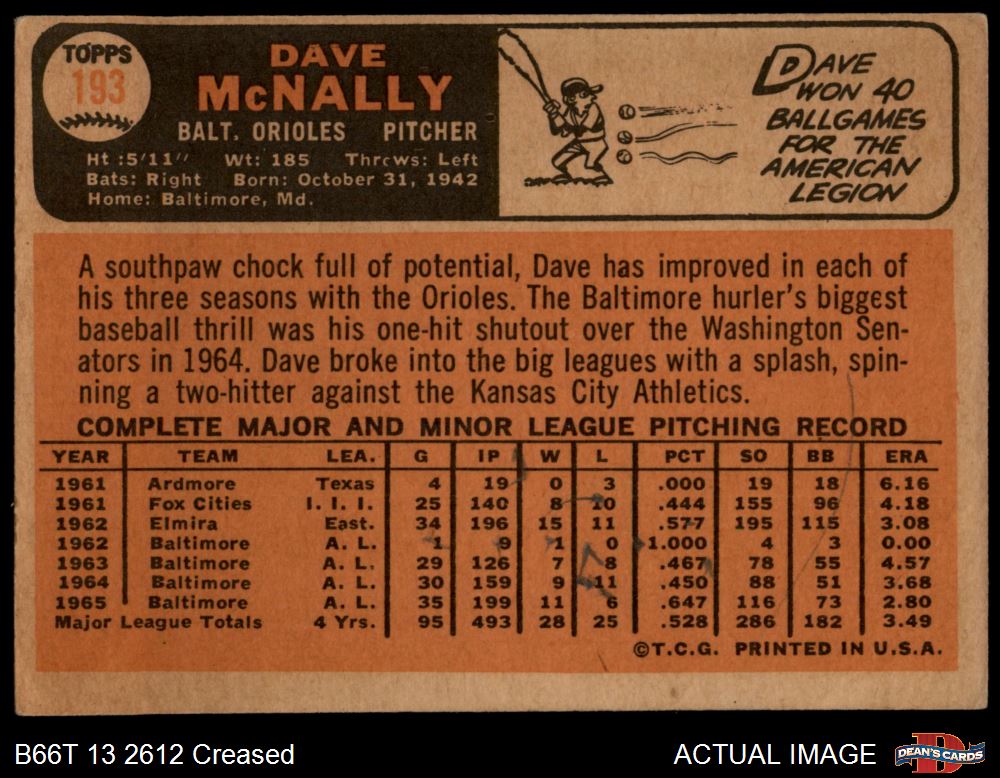 TOPPS
193
DAVE
McNALLY
BALT. ORIOLES PITCHER
Ht :5'11" Wt: 185 Throws: Left
Bats: Right Born: October 31, 1942
Home: Baltimore, Md.
DAVE
WON 40
BALLGAMES
FOR THE
AMERICAN
LEGION
A southpaw chock full of potential, Dave has improved in each of
his three seasons with the Orioles. The Baltimore hurler's biggest
baseball thrill was his one-hit shutout over the Washington Sen-
ators in 1964. Dave broke into the big leagues with a splash, spin-
ning a two-hitter against the Kansas City Athletics.
COMPLETE MAJOR AND MINOR LEAGUE PITCHING RECORD
YEAR TEAM LEA. G IP W L PCT SO BB ERA
1961 Ardmore Texas 4 19 0 3 .000 19 18 6.16
1961 Fox Cities I. I. I. 25 140 8 10 .444 155 96 4.18
1962 Elmira East. 34 196 15 11 .577 195 115 3.08
1962 Baltimore A. L. 1 9 1 0 1.000 4 3 0.00
1963 Baltimore A. L. 29 126 7 8 .467 78 55 4.57
1964 Baltimore A. L. 30 159 9 11 .450 88 51 3.68
1965 Baltimore A. L. 35 199 11 6 .647 116 73 2.80
Major League Totals 4 Yrs. 95 493 28 25 .528 286 182 3.49
©T.C.G. PRINTED IN U.S.A.
B66T 13 2612 Creased
ACTUAL IMAGE
DEAN'S CARDS